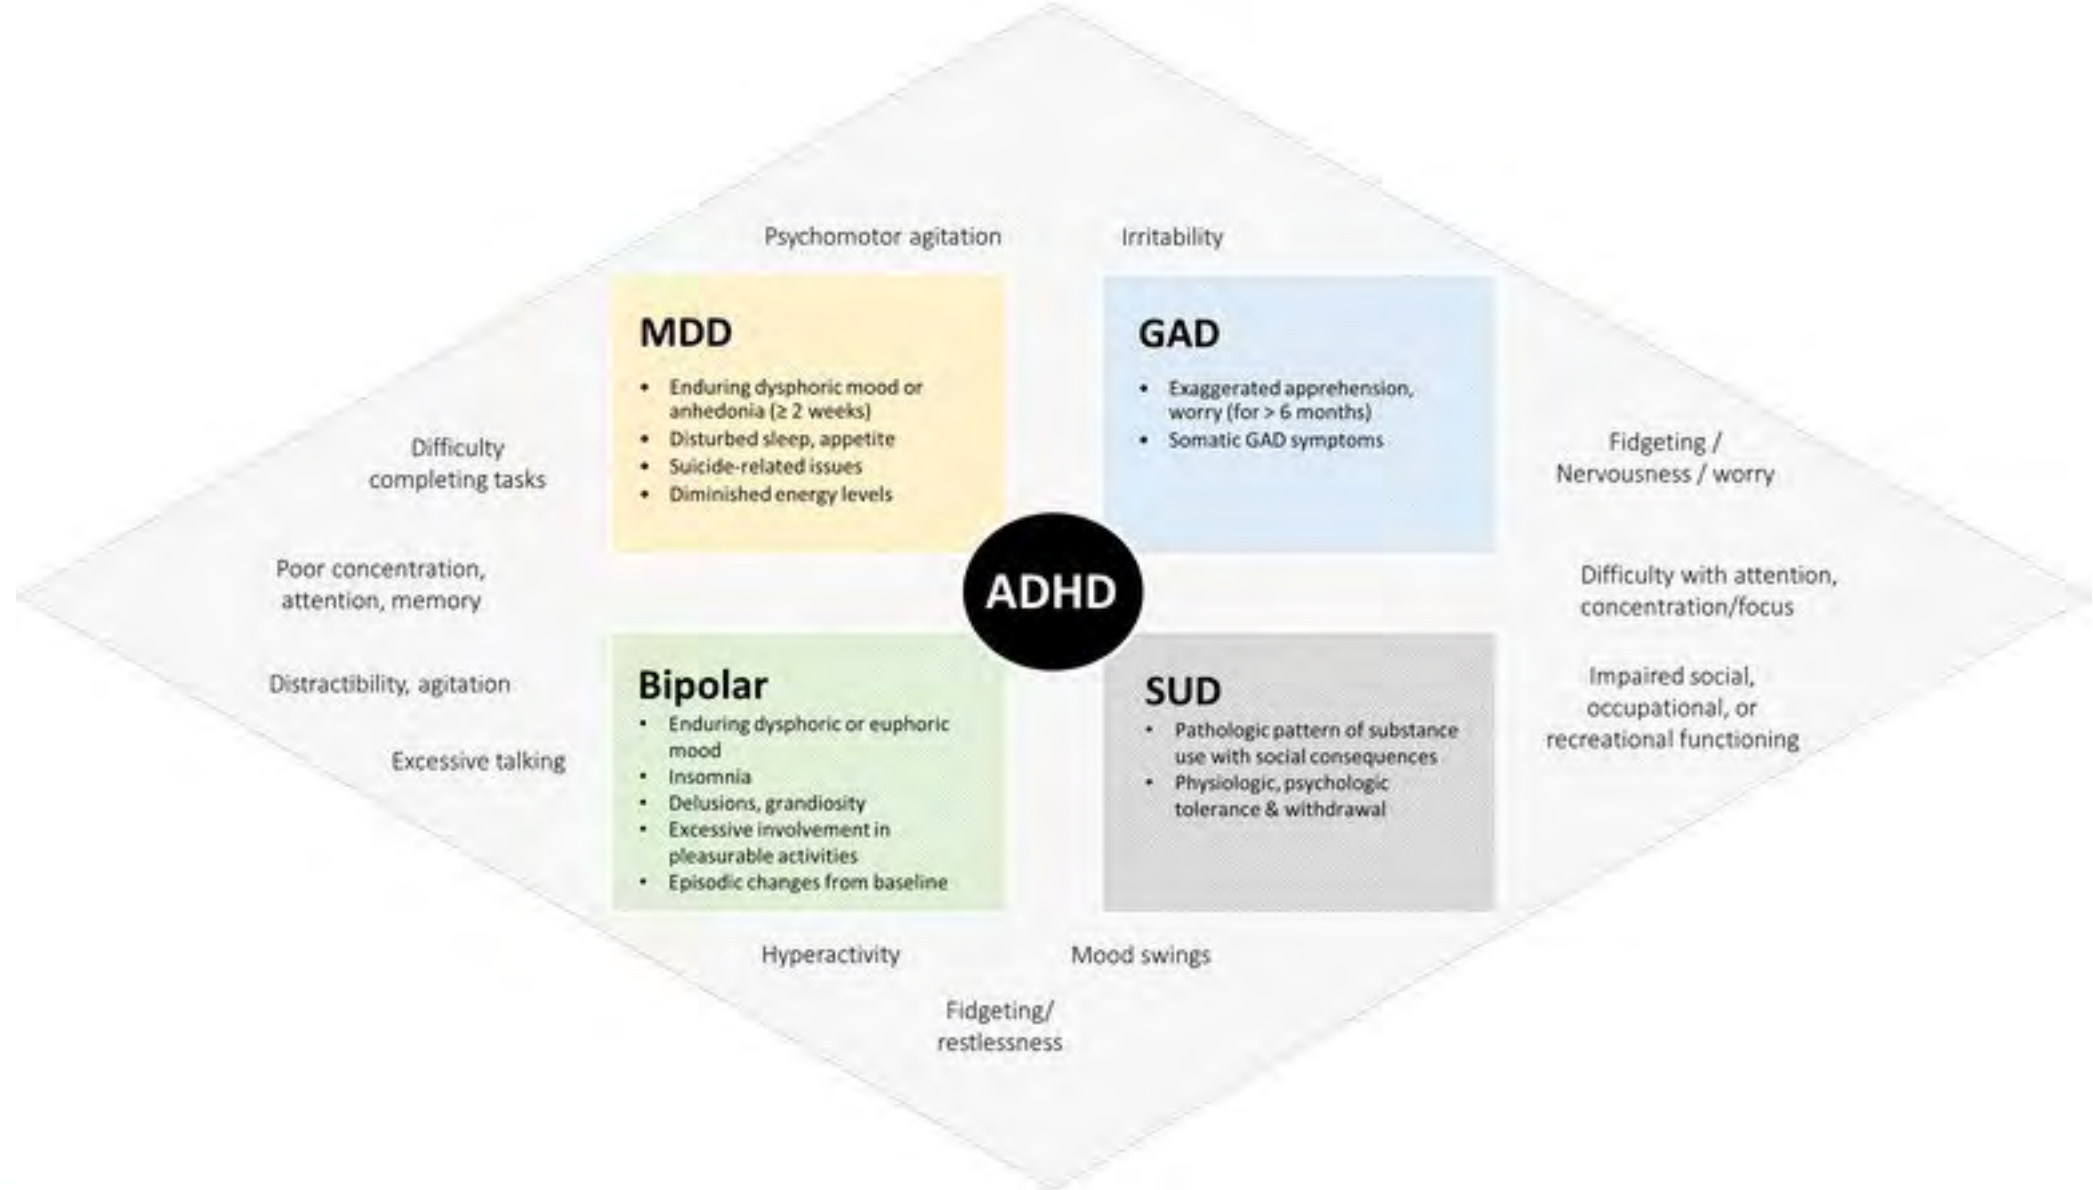 Psychomotor agitation
Irritability
MDD
• Enduring dysphoric mood or
anhedonia (≥ 2 weeks)
• Disturbed sleep, appetite
• Suicide-related issues
• Diminished energy levels
GAD
• Exaggerated apprehension,
worry (for > 6 months)
• Somatic GAD symptoms
Difficulty
completing tasks
Poor concentration,
attention, memory
Distractibility, agitation
Excessive talking
ADHD
Fidgeting /
Nervousness / worry
Difficulty with attention,
concentration/focus
Impaired social,
occupational, or
recreational functioning
Bipolar
• Enduring dysphoric or euphoric
mood
• Insomnia
• Delusions, grandiosity
• Excessive involvement in
pleasurable activities
• Episodic changes from baseline
SUD
• Pathologic pattern of substance
use with social consequences
• Physiologic, psychologic
tolerance & withdrawal
Hyperactivity
Mood swings
Fidgeting/
restlessness